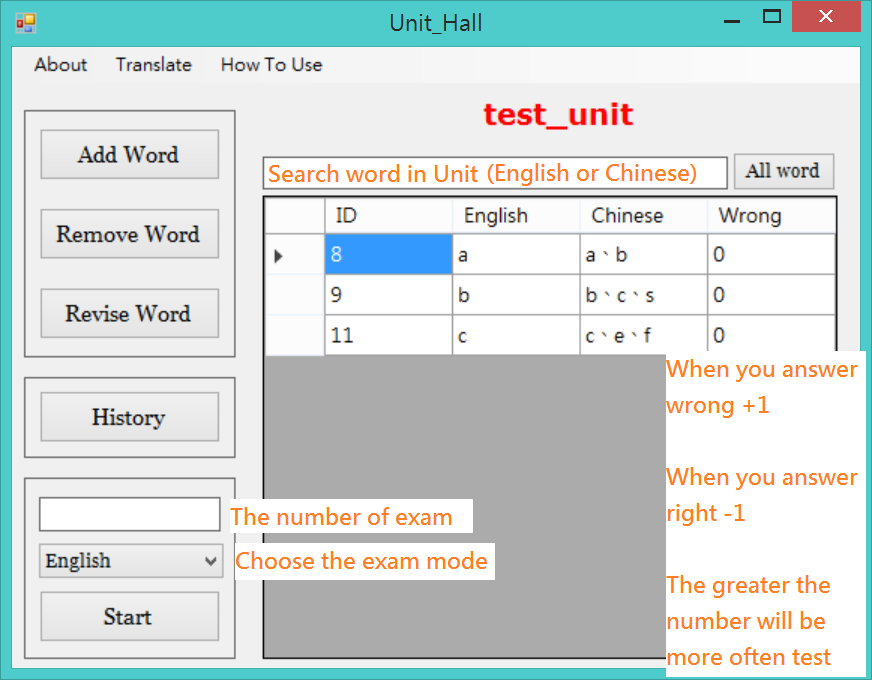 Unit_Hall
About Translate How To Use
test_unit
Add Word
Remove Word
Revise Word
History
English
Start
Search word in Unit (English or Chinese)
All word
ID English Chinese Wrong
8 a a、b 0
9 b b、c、s 0
11 c c、e、f 0
The number of exam
Choose the exam mode
When you answer
wrong +1
When you answer
right -1
The greater the
number will be
more often test